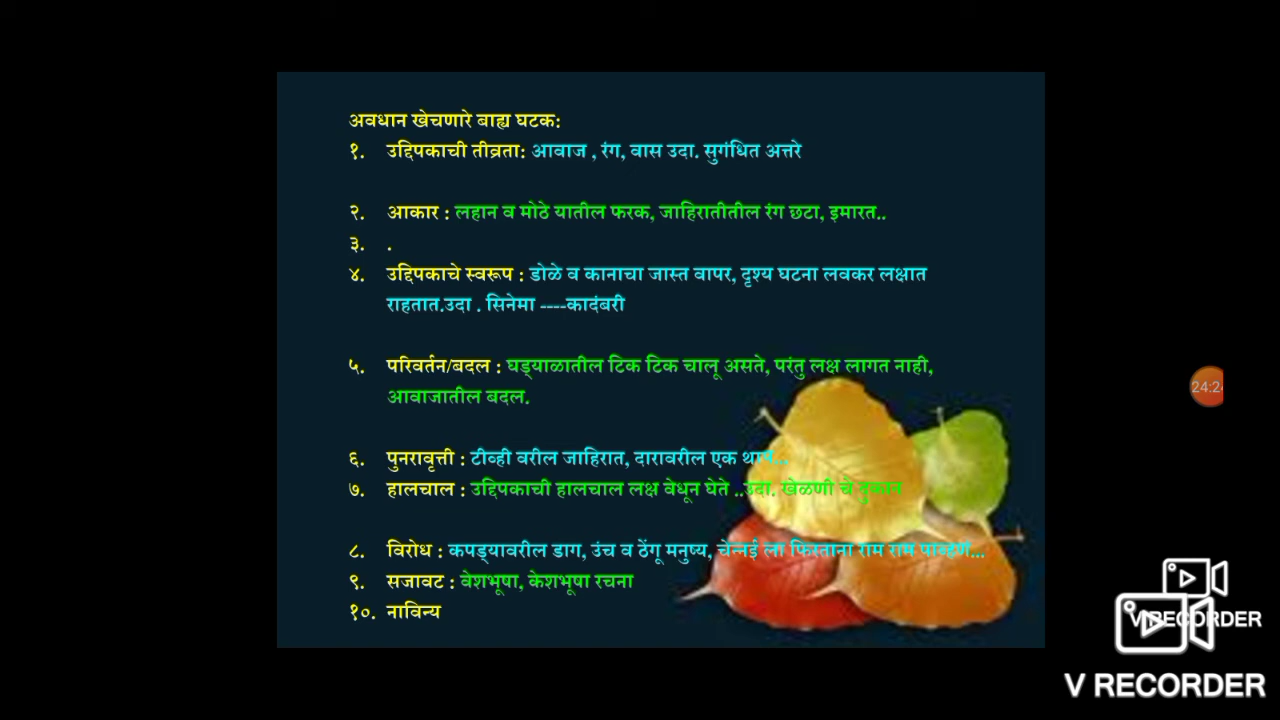 अवधान खेचणारे बाह्य घटक:
१. उद्दिपकाची तीव्रता: आवाज , रंग, वास उदा. सुगंधित अत्तरे
२. आकार : लहान व मोठे यातील फरक, जाहिरातीतील रंग छटा, इमारत..
३. .
४. उद्दिपकाचे स्वरूप : डोळे व कानाचा जास्त वापर, दृश्य घटना लवकर लक्षात
राहतात.उदा . सिनेमा ----कादंबरी
५. परिवर्तन/बदल : घड्याळातील टिक टिक चालू असते, परंतु लक्ष लागत नाही,
आवाजातील बदल.
६. पुनरावृत्ती : टीव्ही वरील जाहिरात, दारावरील एक थाप...
७. हालचाल : उद्दिपकाची हालचाल लक्ष वेधून घेते ..उदा. खेळणी चे दुकान
८. विरोध : कपड्यावरील डाग, उंच व ठेंगू मनुष्य, चेन्नई ला फिरताना राम राम पाव्हणं...
९. सजावट : वेशभूषा, केशभूषा रचना
१०. नाविन्य
24:24
V RECORDER
V RECORDER